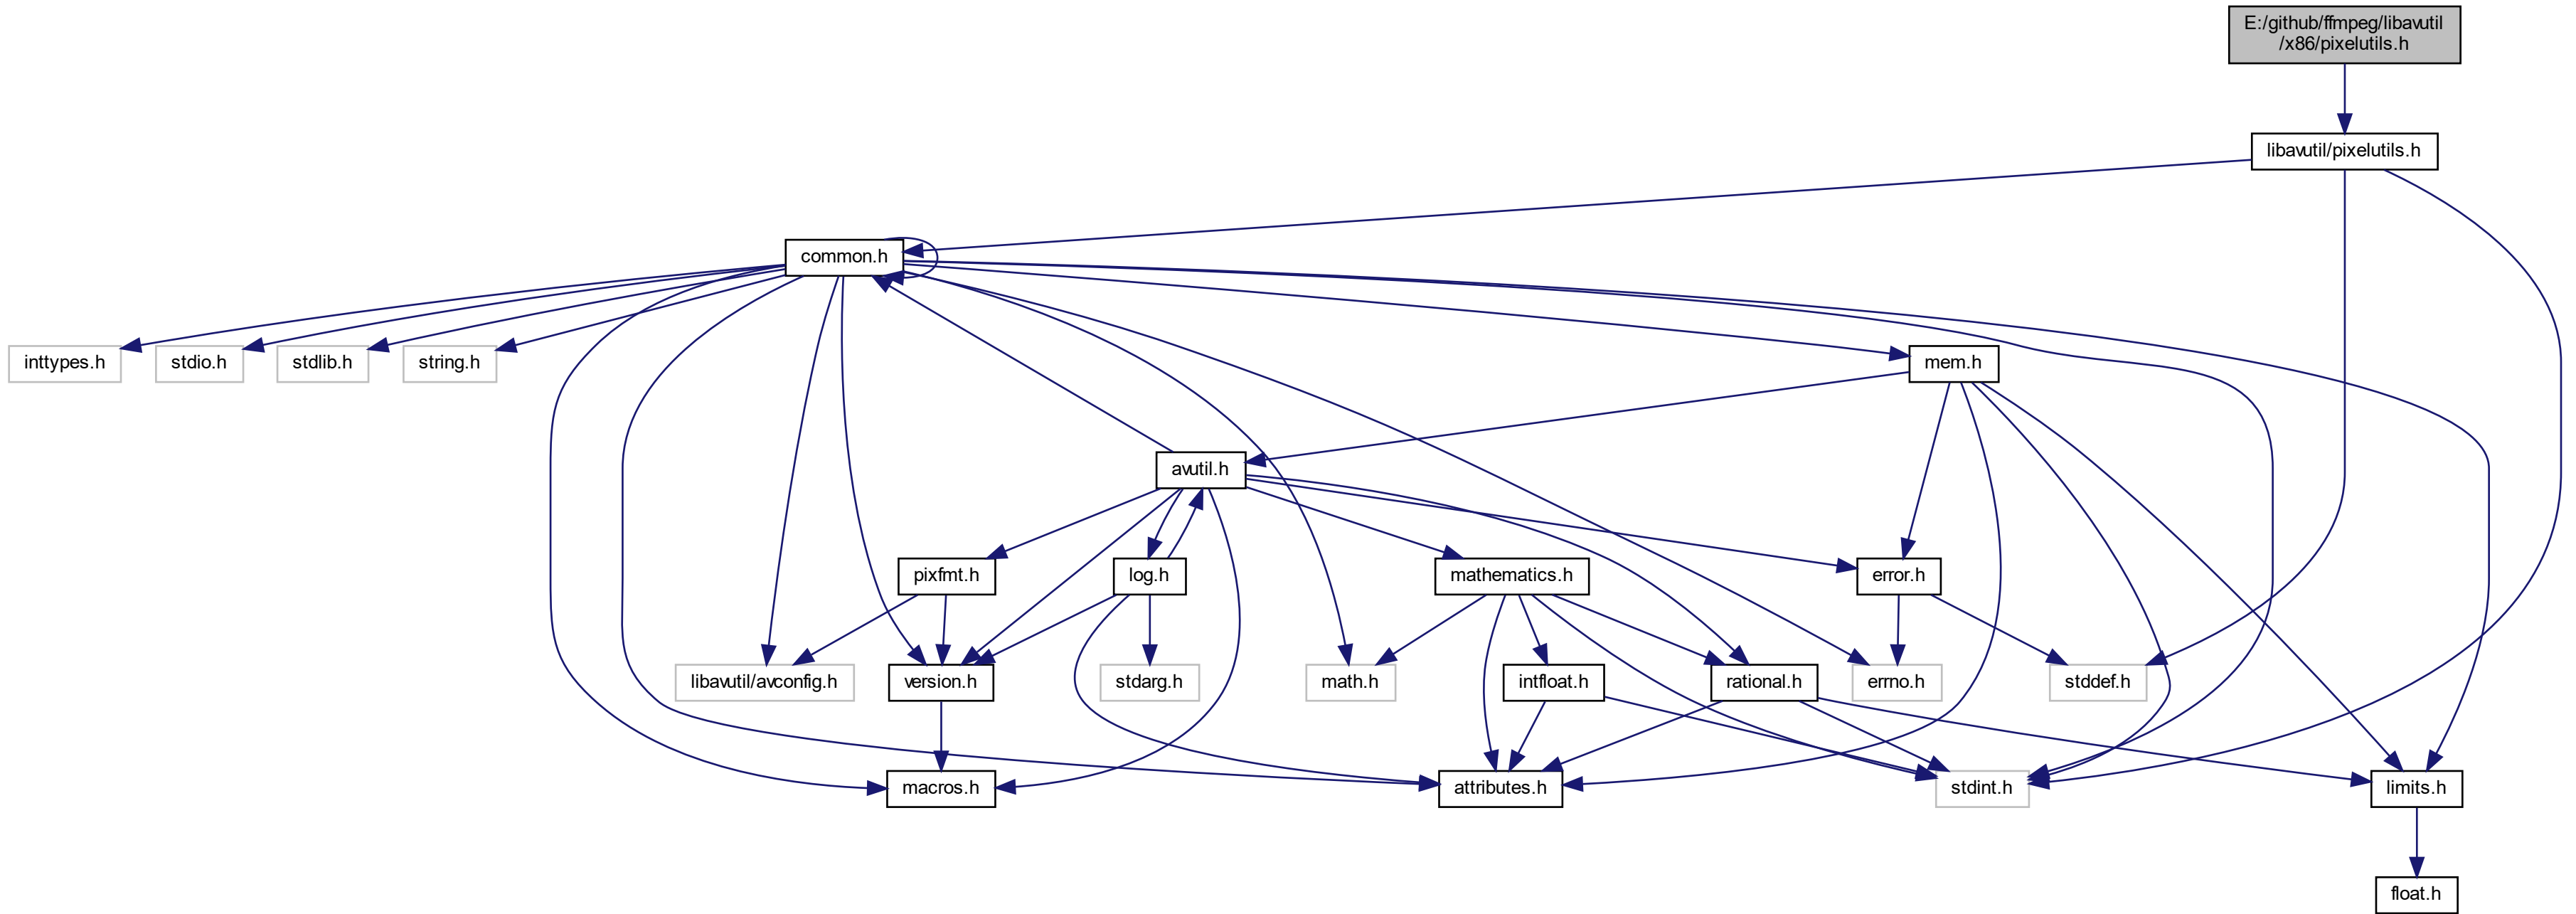 E:/github/ffmpeg/libavutil
/x86/pixelutils.h
libavutil/pixelutils.h
common.h
inttypes.h
stdio.h
stdlib.h
string.h
mem.h
avutil.h
pixfmt.h
log.h
mathematics.h
error.h
libavutil/avconfig.h
version.h
stdarg.h
math.h
intfloat.h
rational.h
errno.h
stddef.h
macros.h
attributes.h
stdint.h
limits.h
float.h